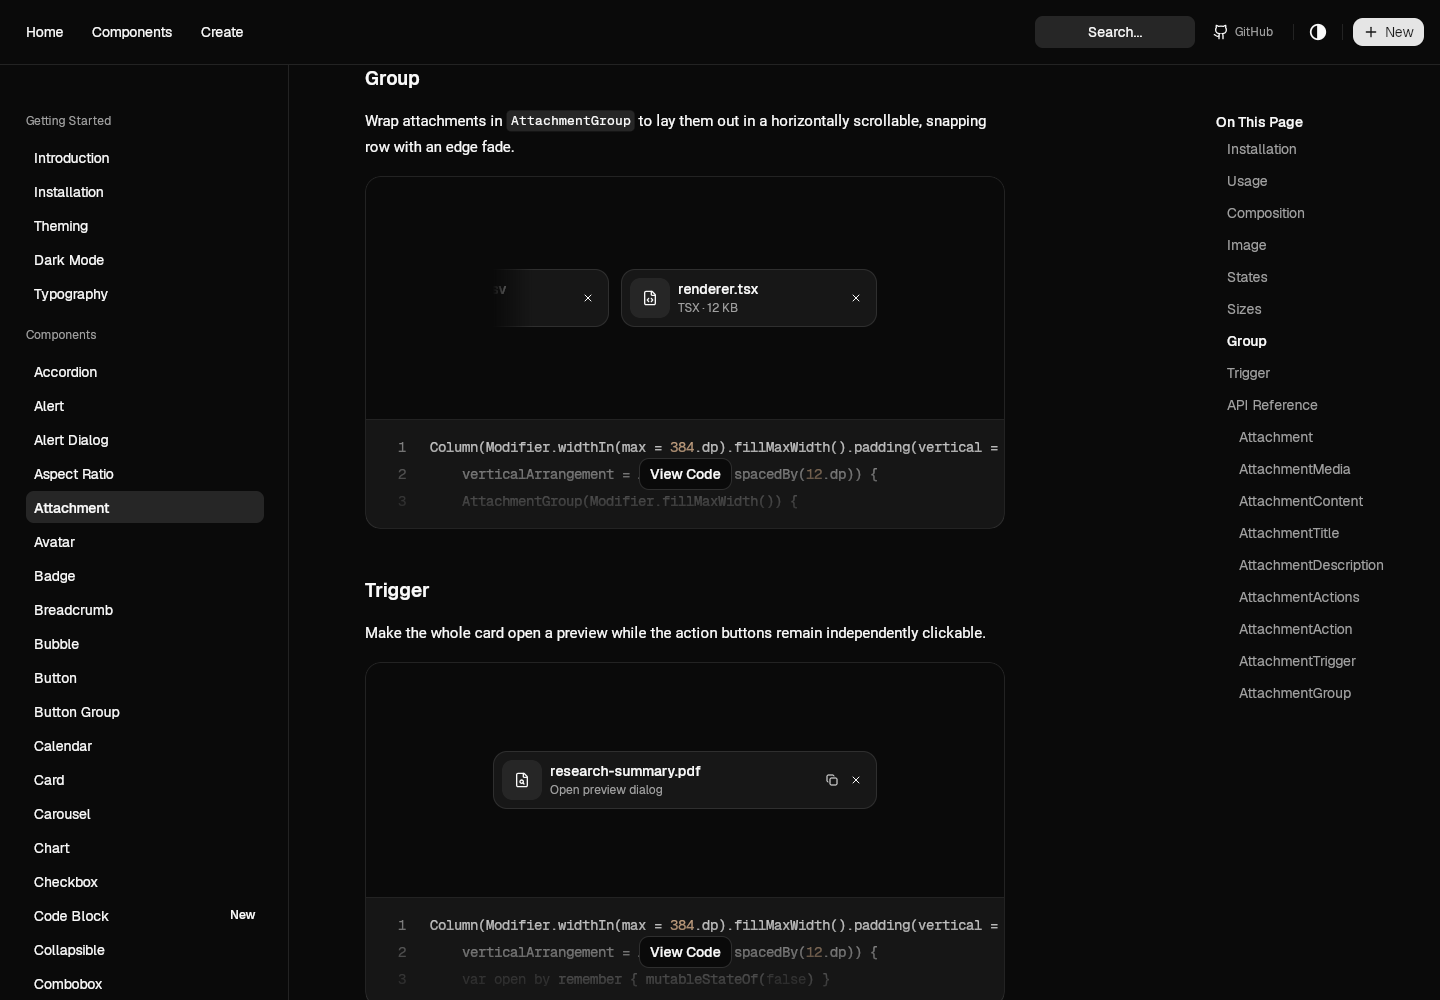 Home
Components
Create
Search...
GitHub
New
Getting Started
Introduction
Installation
Theming
Dark Mode
Typography
Components
Accordion
Alert
Alert Dialog
Aspect Ratio
Attachment
Avatar
Badge
Breadcrumb
Bubble
Button
Button Group
Calendar
Card
Carousel
Chart
Checkbox
Code Block New
Collapsible
Combobox
Group
Wrap attachments in AttachmentGroup to lay them out in a horizontally scrollable, snapping
row with an edge fade.
renderer.tsx
TSX · 12 KB
1 Column(Modifier.widthIn(max = 384.dp).fillMaxWidth().padding(vertical =
2 verticalArrangement = spacedBy(12.dp)) {
View Code
3 AttachmentGroup(Modifier.fillMaxWidth()) {
Trigger
Make the whole card open a preview while the action buttons remain independently clickable.
research-summary.pdf
Open preview dialog
1 Column(Modifier.widthIn(max = 384.dp).fillMaxWidth().padding(vertical =
2 verticalArrangement = spacedBy(12.dp)) {
View Code
3 var open by remember { mutableStateOf(false) }
On This Page
Installation
Usage
Composition
Image
States
Sizes
Group
Trigger
API Reference
Attachment
AttachmentMedia
AttachmentContent
AttachmentTitle
AttachmentDescription
AttachmentActions
AttachmentAction
AttachmentTrigger
AttachmentGroup